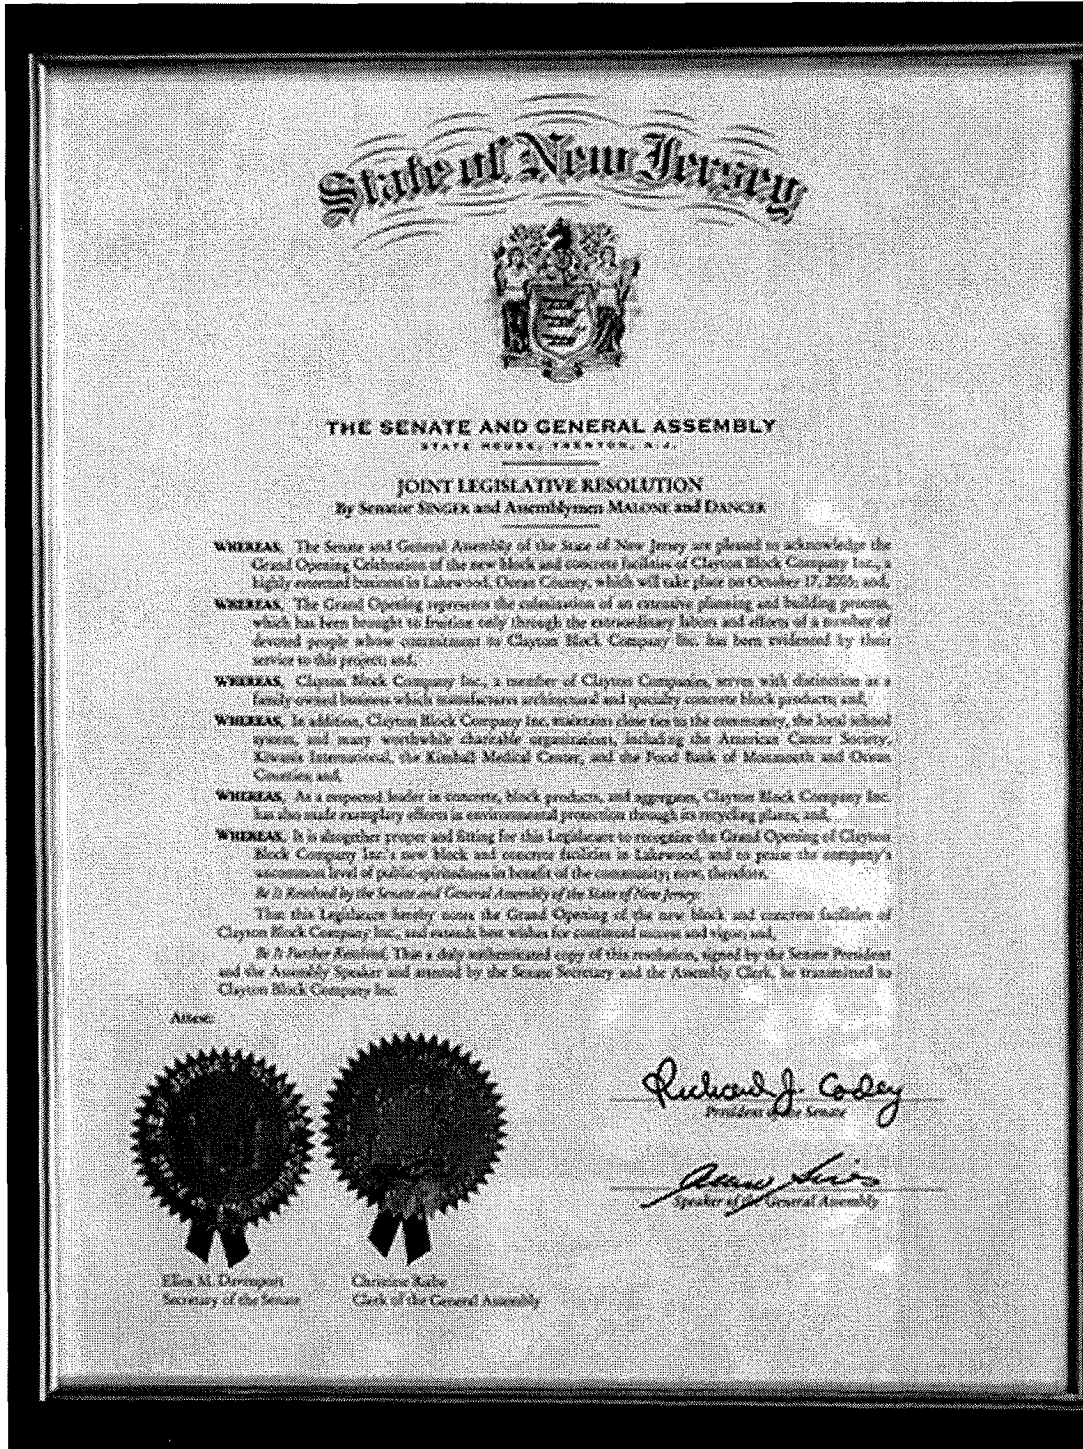 State of New Jersey
THE SENATE AND GENERAL ASSEMBLY
STATE HOUSE, TRENTON, N.J.
JOINT LEGISLATIVE RESOLUTION
By Senator SINGER and Assemblymen MALONE and DANCER
WHEREAS, The Senate and General Assembly of the State of New Jersey are pleased to acknowledge the
Grand Opening Celebration of the new block and concrete facilities of Clayton Block Company Inc., a
highly esteemed business in Lakewood, Ocean County, which will take place on October 17, 2005; and,
WHEREAS, The Grand Opening represents the culmination of an extensive planning and building process,
which has been brought to fruition only through the extraordinary labors and efforts of a number of
devoted people whose commitment to Clayton Block Company Inc. has been evidenced by their
service to this project; and,
WHEREAS, Clayton Block Company Inc., a member of Clayton Companies, serves with distinction as a
family-owned business which manufactures architectural and specialty concrete block products; and,
WHEREAS, In addition, Clayton Block Company Inc. maintains close ties to the community, the local school
system, and many worthwhile charitable organizations, including the American Cancer Society,
Kiwanis International, the Kimball Medical Center, and the Food Bank of Monmouth and Ocean
Counties; and,
WHEREAS, As a respected leader in concrete, block products, and aggregates, Clayton Block Company Inc.
has also made exemplary efforts in environmental protection through its recycling plants; and,
WHEREAS, It is altogether proper and fitting for this Legislature to recognize the Grand Opening of Clayton
Block Company Inc.'s new block and concrete facilities in Lakewood, and to praise the company's
uncommon level of public-spiritedness in benefit of the community; now, therefore,
Be It Resolved by the Senate and General Assembly of the State of New Jersey:
That this Legislature hereby notes the Grand Opening of the new block and concrete facilities of
Clayton Block Company Inc., and extends best wishes for continued success and vigor; and,
Be It Further Resolved, That a duly authenticated copy of this resolution, signed by the Senate President
and the Assembly Speaker and attested by the Senate Secretary and the Assembly Clerk, be transmitted to
Clayton Block Company Inc.
Attest:
Richard J. Codey
President of the Senate
Speaker of the General Assembly
Ellen M. Davenport
Secretary of the Senate
Christine Riebe
Clerk of the General Assembly